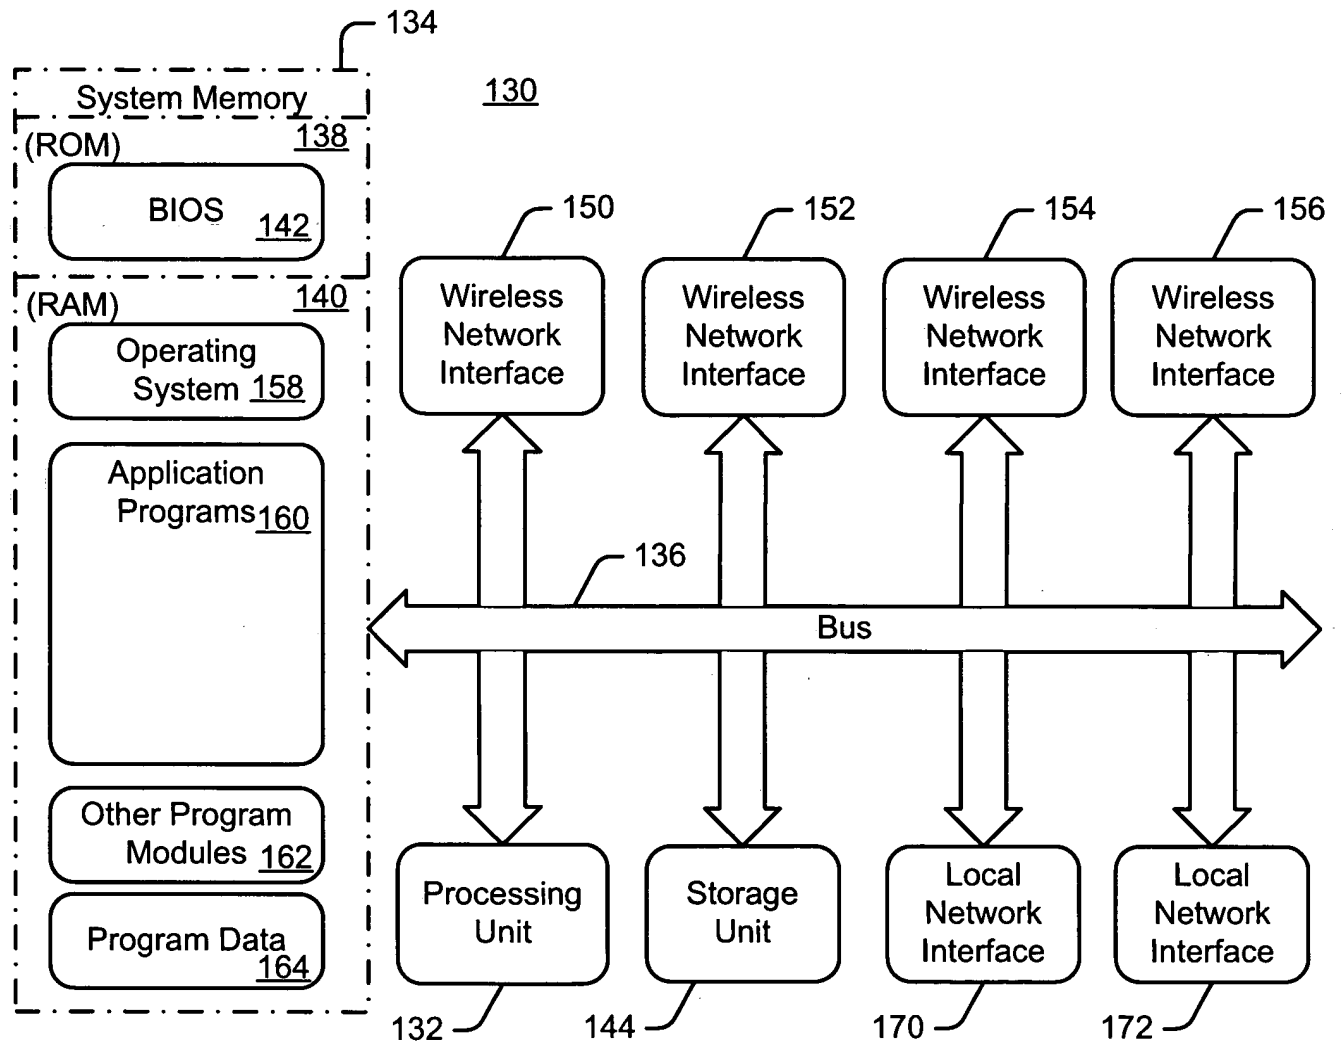 134
System Memory
130
(ROM) 138
BIOS
142
(RAM) 140
Operating
System 158
Application
Programs 160
Other Program
Modules 162
Program Data
164
150
152
154
156
Wireless
Network
Interface
Wireless
Network
Interface
Wireless
Network
Interface
Wireless
Network
Interface
136
Bus
Processing
Unit
Storage
Unit
Local
Network
Interface
Local
Network
Interface
132
144
170
172